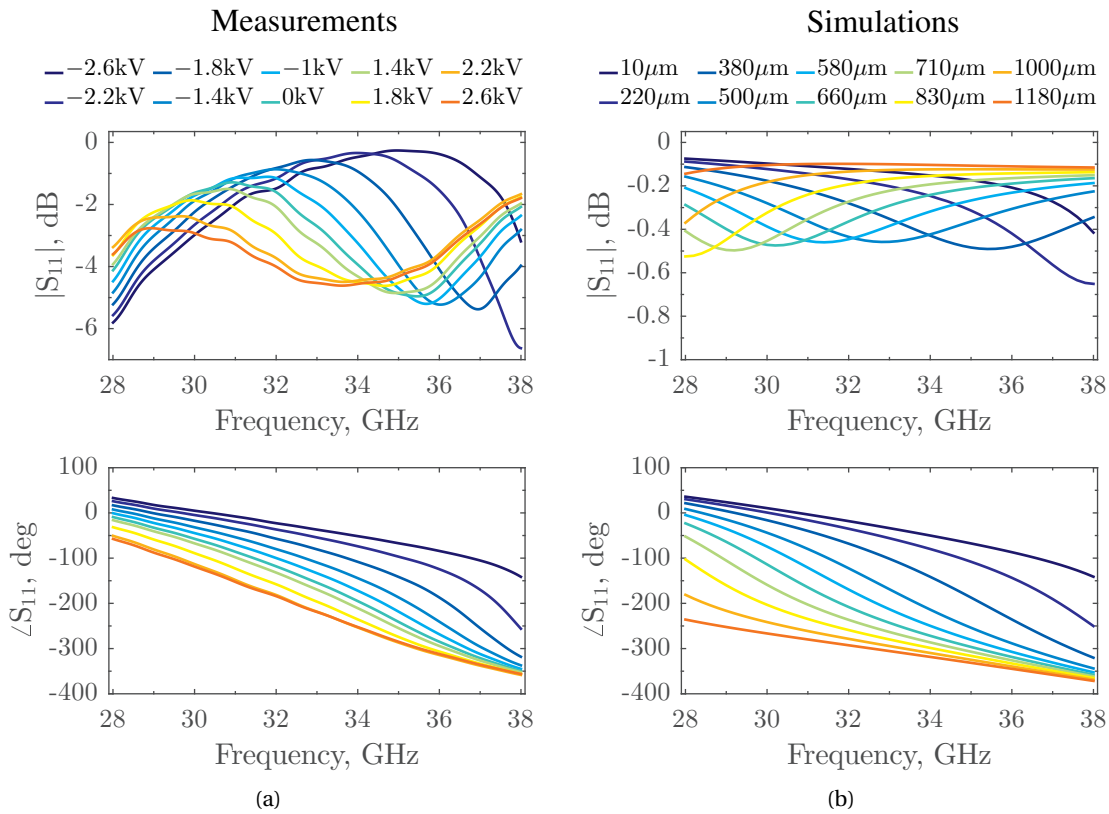 Measurements
−2.6kV −1.8kV −1kV 1.4kV 2.2kV
−2.2kV −1.4kV 0kV 1.8kV 2.6kV
0
-2
-4
-6
|S11|, dB
28 30 32 34 36 38
Frequency, GHz
100
0
-100
-200
-300
-400
∠S11, deg
28 30 32 34 36 38
Frequency, GHz
(a)
Simulations
10μm 380μm 580μm 710μm 1000μm
220μm 500μm 660μm 830μm 1180μm
0
-0.2
-0.4
-0.6
-0.8
-1
|S11|, dB
28 30 32 34 36 38
Frequency, GHz
100
0
-100
-200
-300
-400
∠S11, deg
28 30 32 34 36 38
Frequency, GHz
(b)